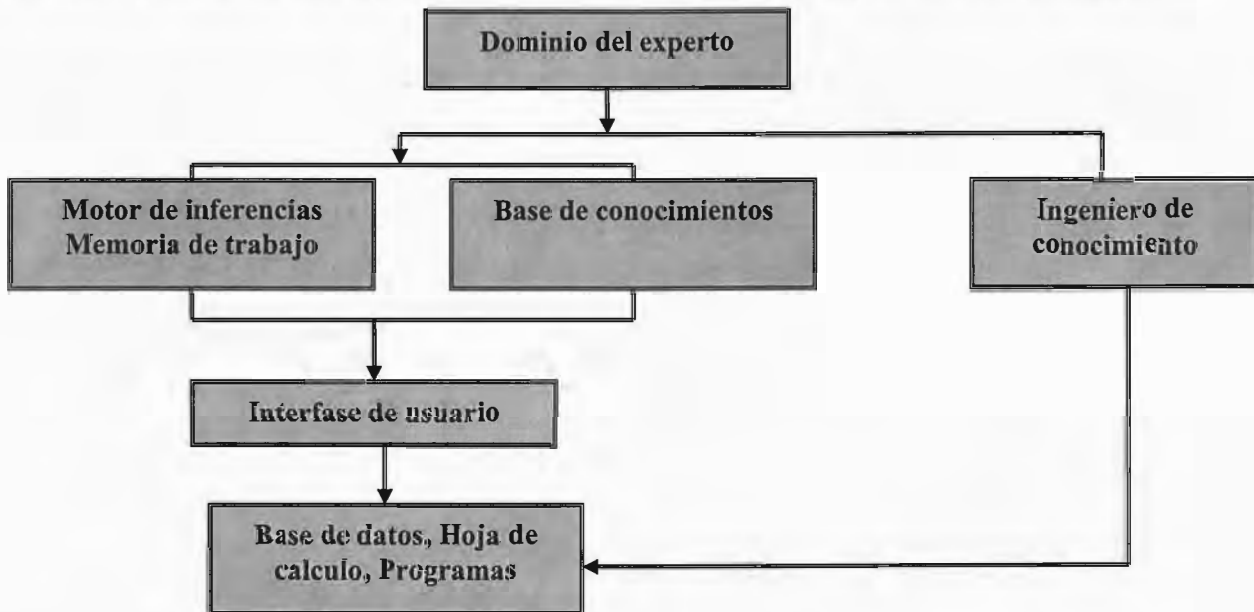 Dominio del experto
Motor de inferencias
Memoria de trabajo
Base de conocimientos
Ingeniero de
conocimiento
Interfase de usuario
Base de datos, Hoja de
calculo, Programas